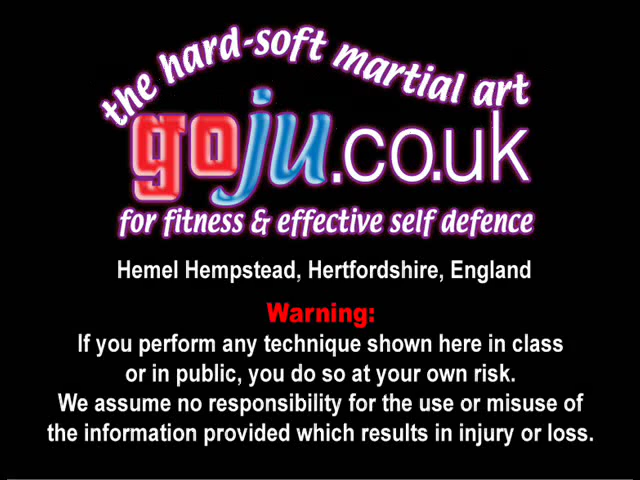 the hard-soft martial art
goju.co.uk
for fitness & effective self defence
Hemel Hempstead, Hertfordshire, England
Warning:
If you perform any technique shown here in class
or in public, you do so at your own risk.
We assume no responsibility for the use or misuse of
the information provided which results in injury or loss.